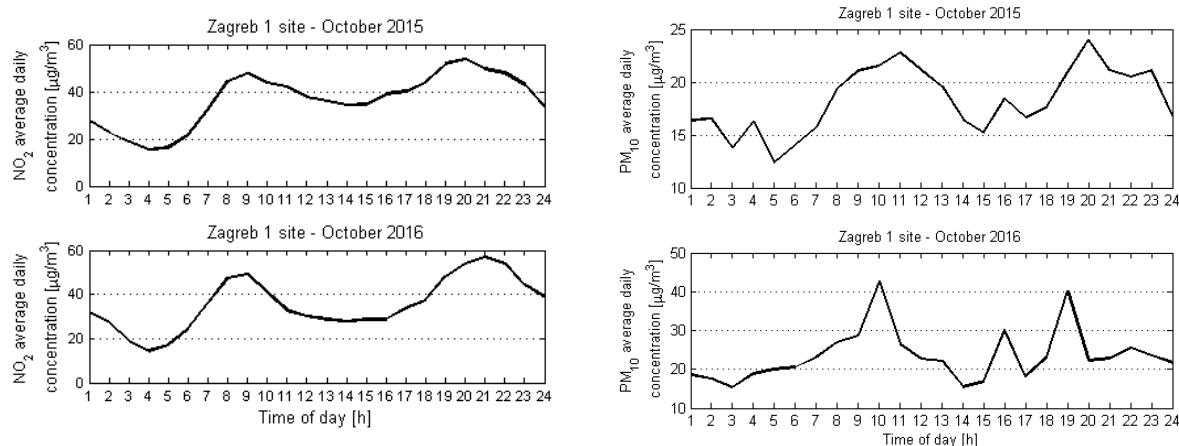 Zagreb 1 site - October 2015
NO2 average daily
concentration [µg/m³]
60
40
20
0
1 2 3 4 5 6 7 8 9 10 11 12 13 14 15 16 17 18 19 20 21 22 23 24
Zagreb 1 site - October 2016
NO2 average daily
concentration [µg/m³]
60
40
20
0
1 2 3 4 5 6 7 8 9 10 11 12 13 14 15 16 17 18 19 20 21 22 23 24
Time of day [h]
Zagreb 1 site - October 2015
PM10 average daily
concentration [µg/m³]
25
20
15
10
1 2 3 4 5 6 7 8 9 10 11 12 13 14 15 16 17 18 19 20 21 22 23 24
Zagreb 1 site - October 2016
PM10 average daily
concentration [µg/m³]
50
40
30
20
10
1 2 3 4 5 6 7 8 9 10 11 12 13 14 15 16 17 18 19 20 21 22 23 24
Time of day [h]